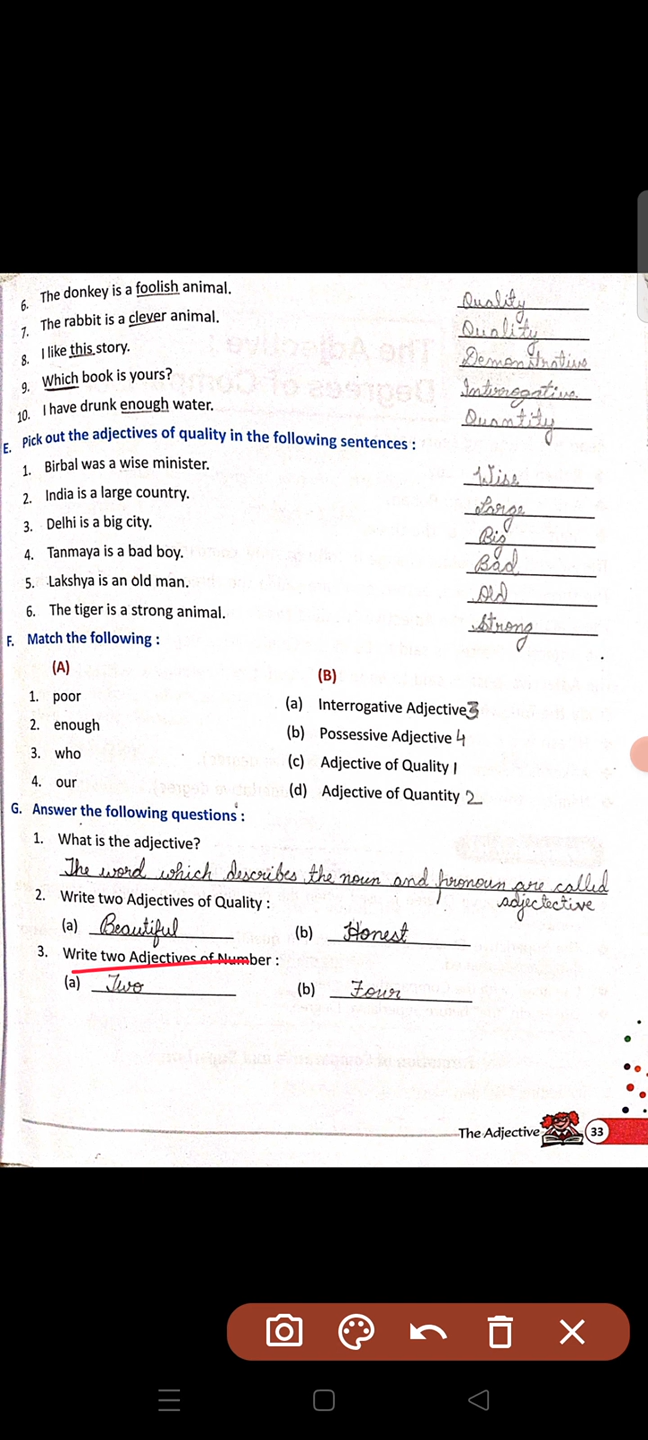 6. The donkey is a foolish animal. Quality
7. The rabbit is a clever animal. Quality
8. I like this story. Demonstrative
9. Which book is yours? Interrogative
10. I have drunk enough water. Quantity
E. Pick out the adjectives of quality in the following sentences :
1. Birbal was a wise minister. Wise
2. India is a large country. Large
3. Delhi is a big city. Big
4. Tanmaya is a bad boy. Bad
5. Lakshya is an old man. Old
6. The tiger is a strong animal. Strong
F. Match the following :
(A) (B)
1. poor (a) Interrogative Adjective 3
2. enough (b) Possessive Adjective 4
3. who (c) Adjective of Quality 1
4. our (d) Adjective of Quantity 2
G. Answer the following questions :
1. What is the adjective?
The word which describes the noun and pronoun are called
adjectective
2. Write two Adjectives of Quality :
(a) Beautiful (b) Honest
3. Write two Adjectives of Number :
(a) Two (b) Four
The Adjective 33